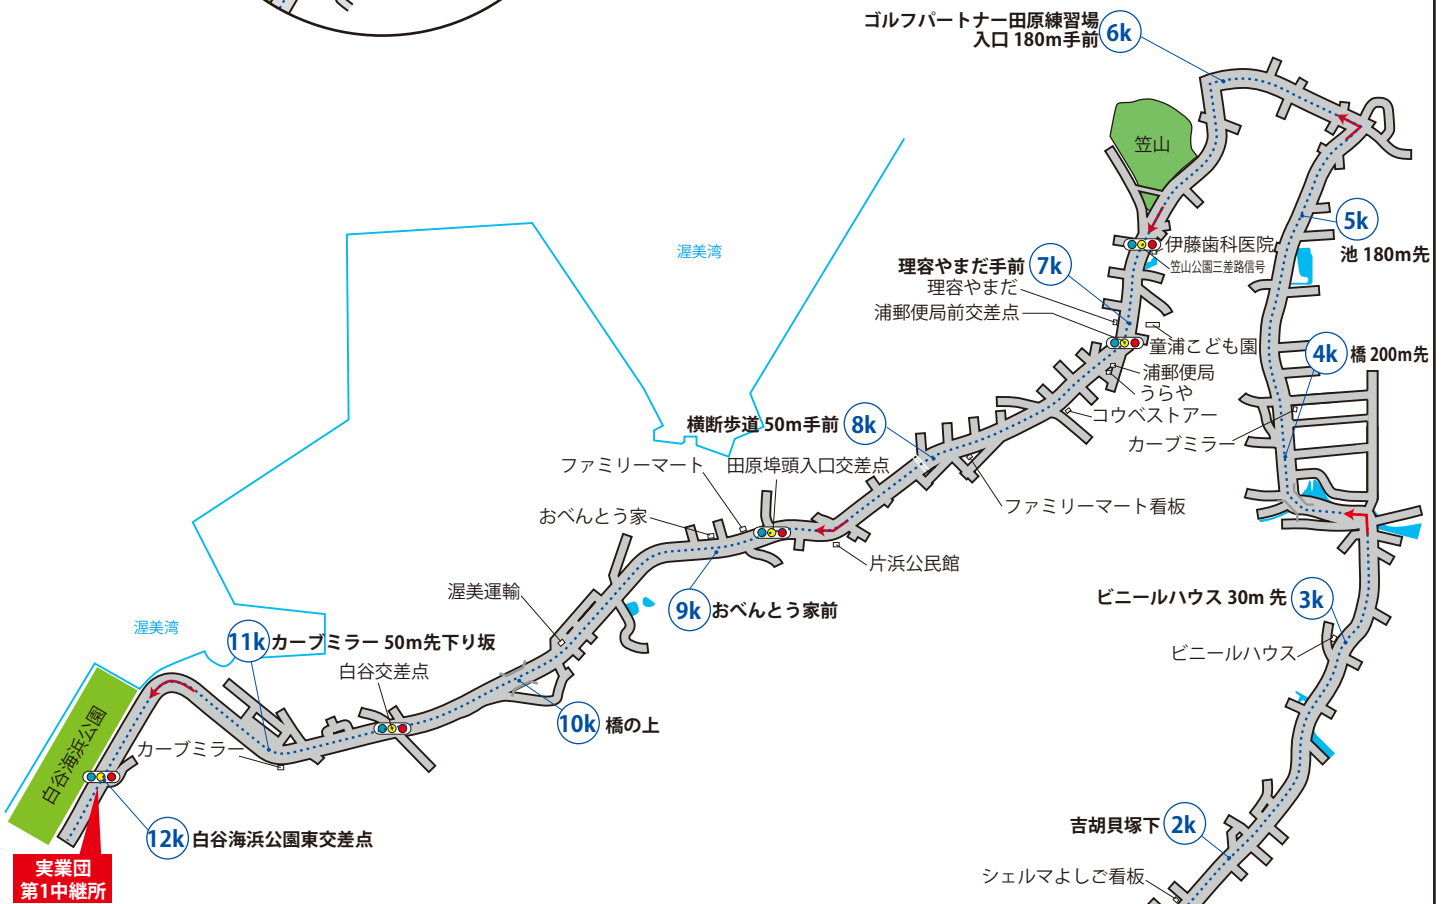 ゴルフパートナー田原練習場
入口 180m手前
6k
笠山
5k
池 180m先
伊藤歯科医院
笠山公園三差路信号
渥美湾
理容やまだ手前
7k
理容やまだ
浦郵便局前交差点
童浦こども園
4k
橋 200m先
浦郵便局
うらや
コウベストアー
カーブミラー
横断歩道 50m手前
8k
ファミリーマート
田原埠頭入口交差点
ファミリーマート看板
おべんとう家
片浜公民館
渥美運輸
9k
おべんとう家前
ビニールハウス 30m 先
3k
ビニールハウス
渥美湾
11k
カーブミラー 50m先下り坂
白谷交差点
10k
橋の上
白谷海浜公園
カーブミラー
12k
白谷海浜公園東交差点
吉胡貝塚下
2k
シェルマよしご看板
実業団
第1中継所